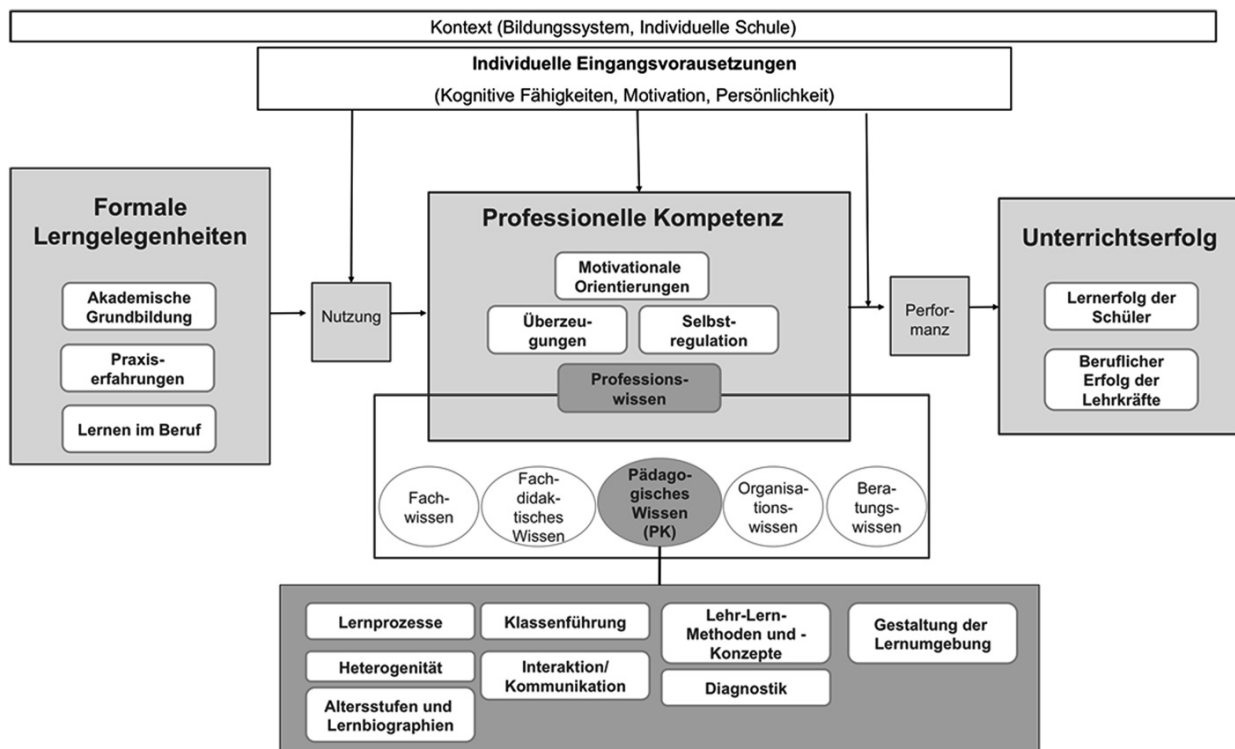 Kontext (Bildungssystem, Individuelle Schule)
Individuelle Eingangsvorausetzungen
(Kognitive Fähigkeiten, Motivation, Persönlichkeit)
Formale
Lerngelegenheiten
Akademische
Grundbildung
Praxis-
erfahrungen
Lernen im Beruf
Nutzung
Professionelle Kompetenz
Motivationale
Orientierungen
Überzeu-
gungen
Selbst-
regulation
Professions-
wissen
Perfor-
manz
Unterrichtserfolg
Lernerfolg der
Schüler
Beruflicher
Erfolg der
Lehrkräfte
Fach-
wissen
Fach-
didak-
tisches
Wissen
Pädago-
gisches
Wissen
(PK)
Organisa-
tions-
wissen
Bera-
tungs-
wissen
Lernprozesse
Heterogenität
Altersstufen und
Lernbiographien
Klassenführung
Interaktion/
Kommunikation
Lehr-Lern-
Methoden und -
Konzepte
Diagnostik
Gestaltung der
Lernumgebung